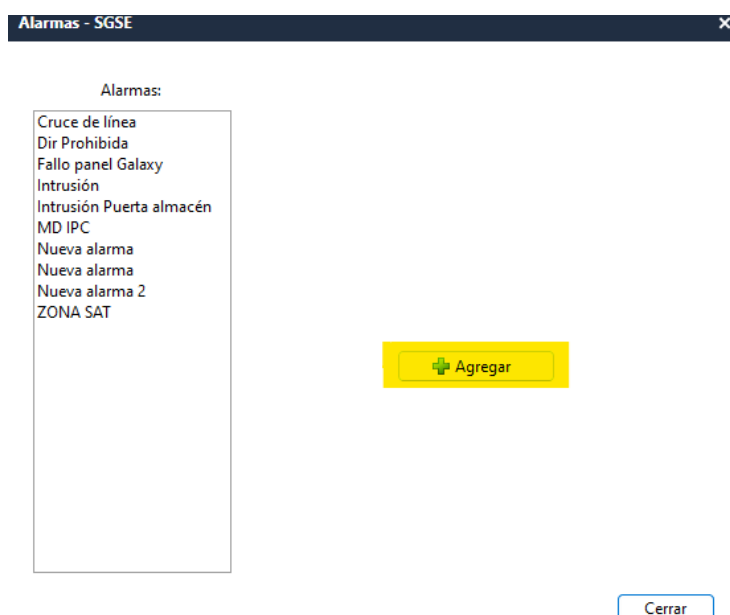 Alarmas - SGSE
Alarmas:
Cruce de línea
Dir Prohibida
Fallo panel Galaxy
Intrusión
Intrusión Puerta almacén
MD IPC
Nueva alarma
Nueva alarma
Nueva alarma 2
ZONA SAT
Agregar
Cerrar